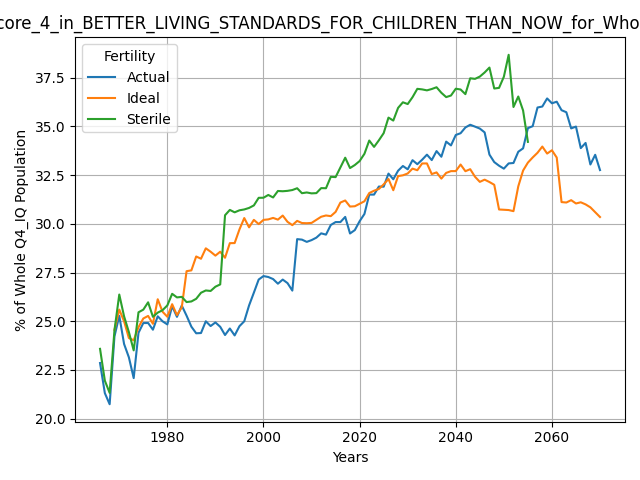 core_4_in_BETTER_LIVING_STANDARDS_FOR_CHILDREN_THAN_NOW_for_Who
Fertility
Actual
Ideal
Sterile
% of Whole Q4_IQ Population
37.5
35.0
32.5
30.0
27.5
25.0
22.5
20.0
1980 2000 2020 2040 2060
Years